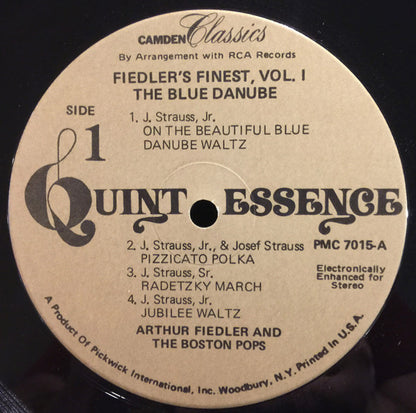 CAMDEN Classics
By Arrangement with RCA Records
FIEDLER'S FINEST, VOL. I
THE BLUE DANUBE
SIDE
1
1. J. Strauss, Jr.
ON THE BEAUTIFUL BLUE
DANUBE WALTZ
QUINTESSENCE
2. J. Strauss, Jr., & Josef Strauss
PIZZICATO POLKA
PMC 7015-A
3. J. Strauss, Sr.
RADETZKY MARCH
Electronically
Enhanced for
Stereo
4. J. Strauss, Jr.
JUBILEE WALTZ
ARTHUR FIEDLER AND
THE BOSTON POPS
A Product Of Pickwick International, Inc. Woodbury, N.Y. Printed In U.S.A.